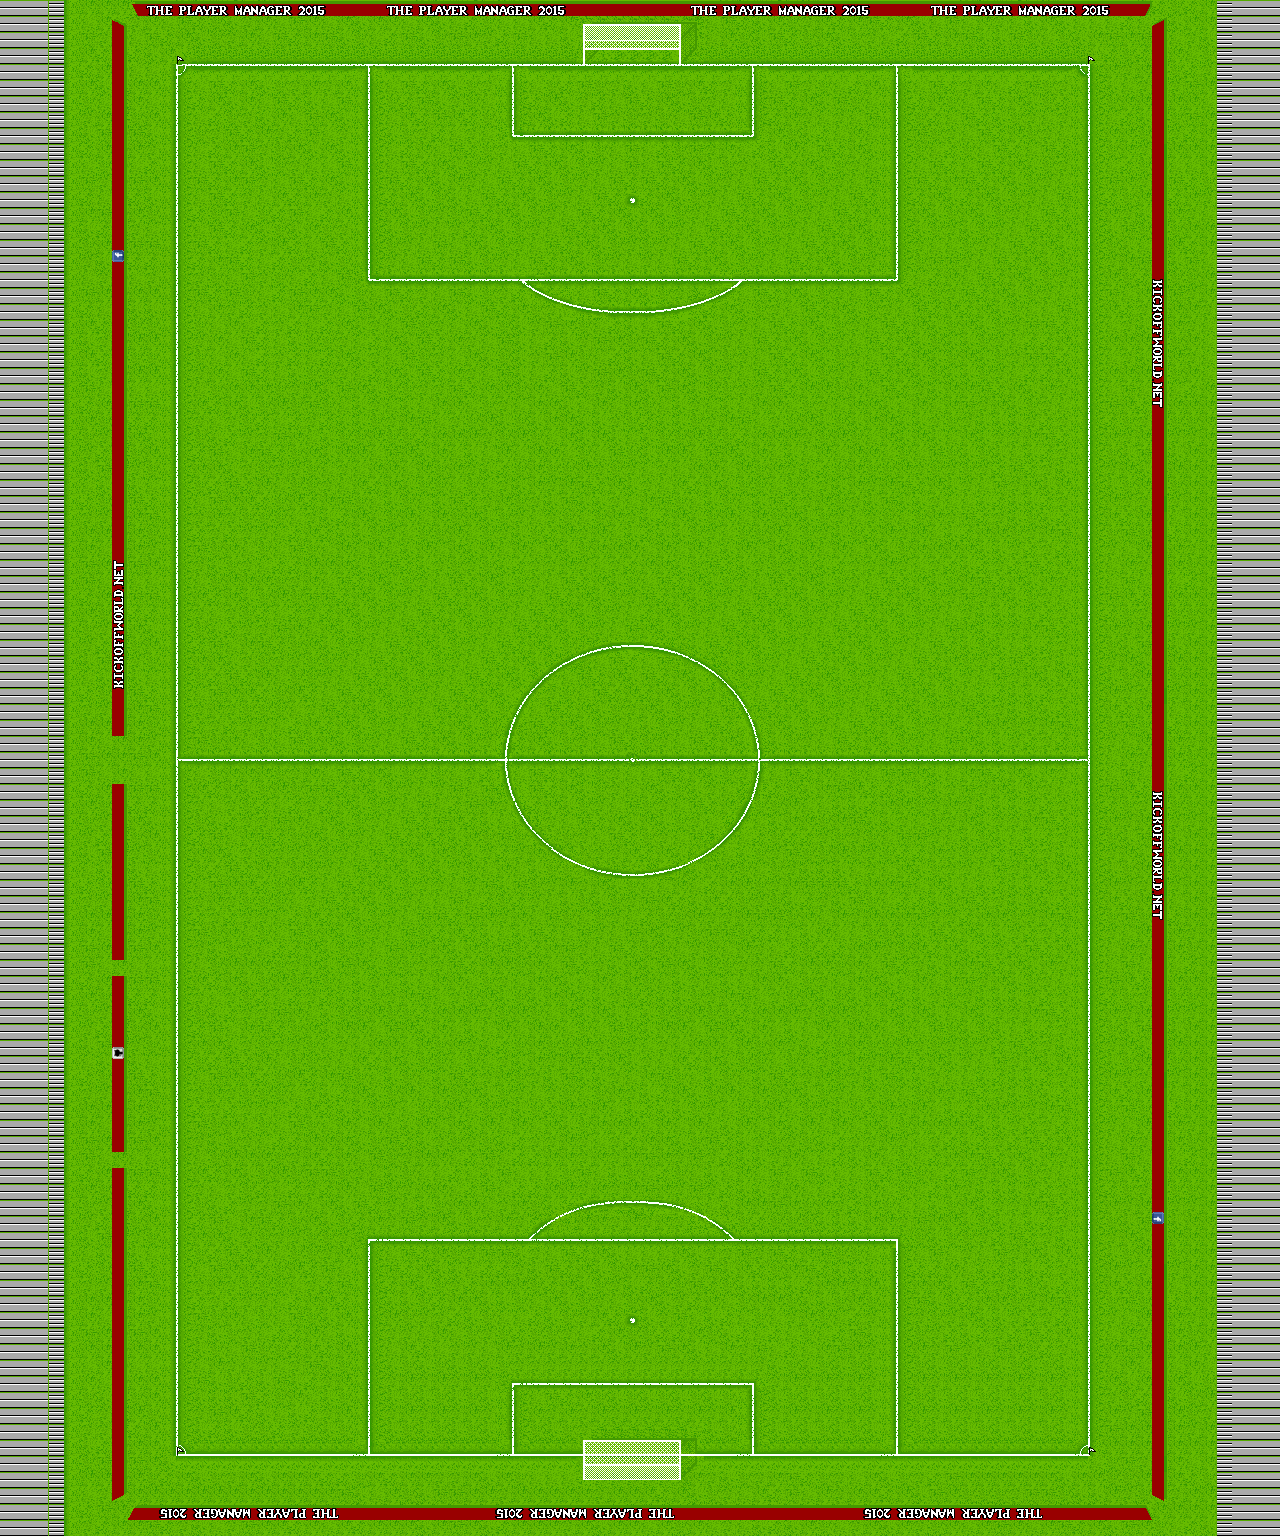 THE PLAYER MANAGER 2015 THE PLAYER MANAGER 2015 THE PLAYER MANAGER 2015 THE PLAYER MANAGER 2015
KICKOFFWORLD NET
KICKOFFWORLD NET
KICKOFFWORLD NET
THE PLAYER MANAGER 2015 THE PLAYER MANAGER 2015 THE PLAYER MANAGER 2015